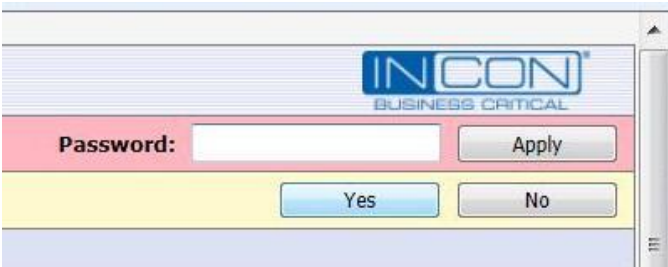 INCON
BUSINESS CRITICAL
Password:
Apply
Yes
No